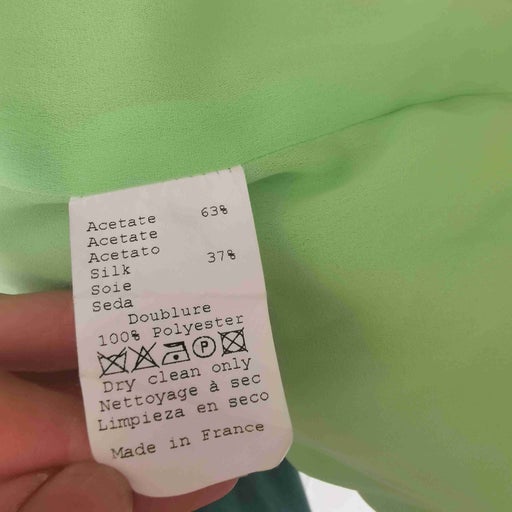 Acetate 63%
Acetate
Acetato
Silk 37%
Soie
Seda
Doublure
100% Polyester
P
Dry clean only
Nettoyage à sec
Limpieza en seco
Made in France